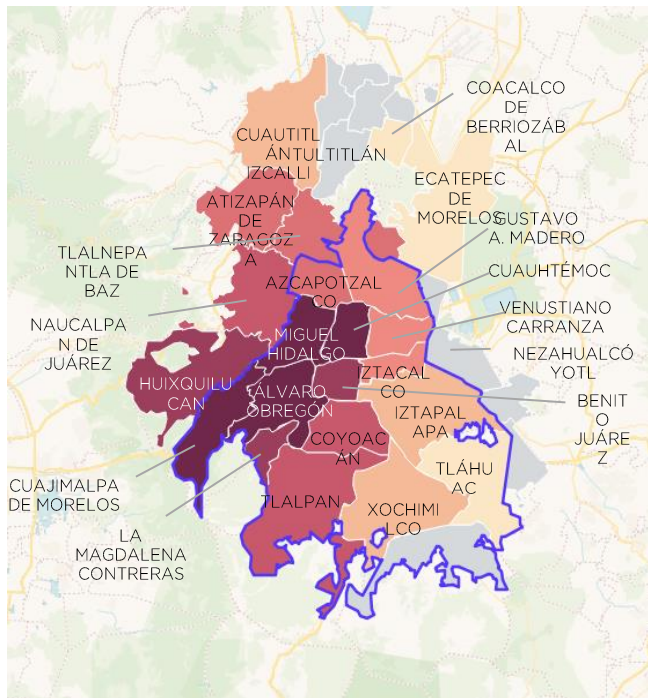 COACALCO
DE
BERRIOZÁB
AL
CUAUTITL
ÁN
IZCALLI
TULTITLÁN
ECATEPEC
DE
MORELOS
ATIZAPÁN
DE
ZARAGOZ
A
GUSTAVO
A. MADERO
TLALNEPA
NTLA DE
BAZ
CUAUHTÉMOC
AZCAPOTZAL
CO
VENUSTIANO
CARRANZA
NAUCALPA
N DE
JUÁREZ
MIGUEL
HIDALGO
NEZAHUALCÓ
YOTL
HUIXQUILU
CAN
IZTACAL
CO
ÁLVARO
OBREGÓN
BENIT
O
JUÁRE
Z
IZTAPAL
APA
COYOAC
ÁN
TLÁHU
AC
CUAJIMALPA
DE MORELOS
TLALPAN
XOCHIMI
LCO
LA
MAGDALENA
CONTRERAS